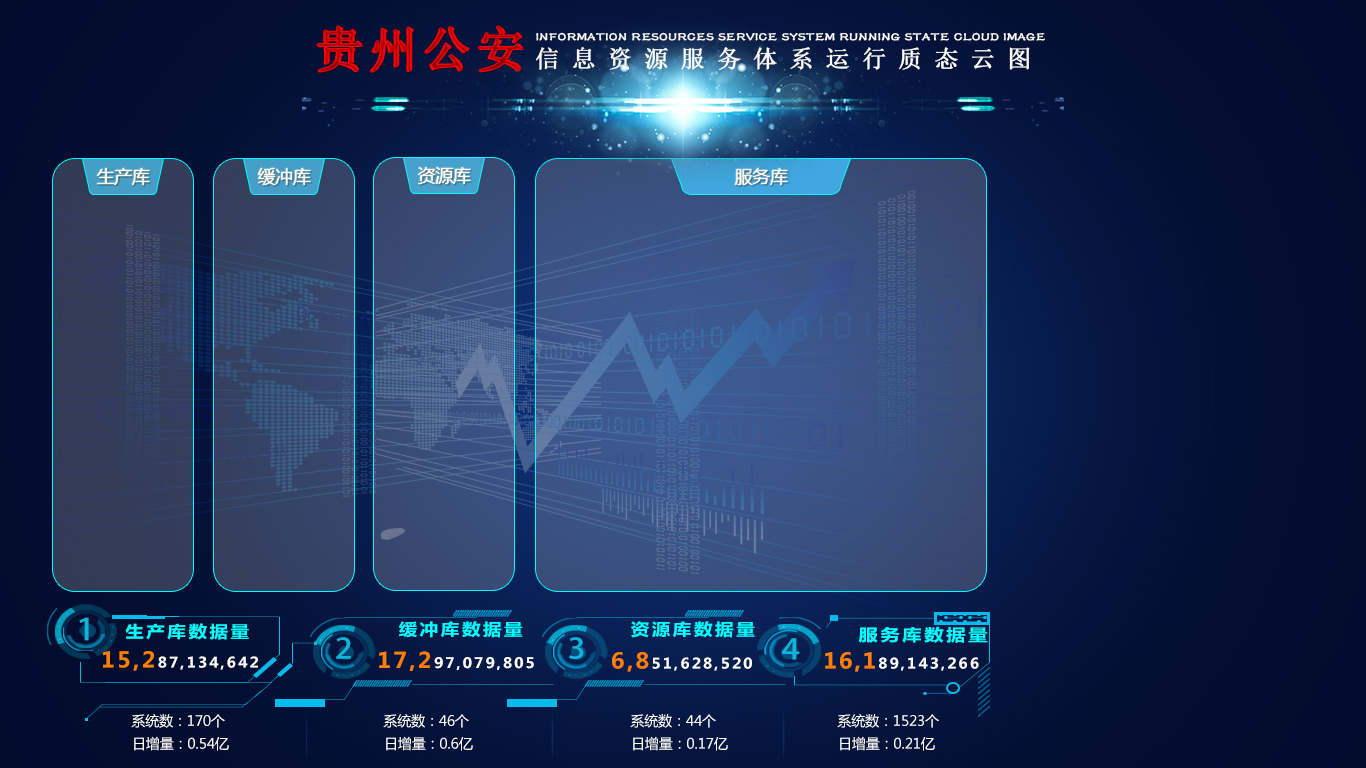 贵州公安
INFORMATION RESOURCES SERVICE SYSTEM RUNNING STATE CLOUD IMAGE
信息资源服务体系运行质态云图
生产库
缓冲库
资源库
服务库
1
生产库数据量
15,287,134,642
2
缓冲库数据量
17,297,079,805
3
资源库数据量
6,851,628,520
4
服务库数据量
16,189,143,266
系统数：170个
日增量：0.54亿
系统数：46个
日增量：0.6亿
系统数：44个
日增量：0.17亿
系统数：1523个
日增量：0.21亿